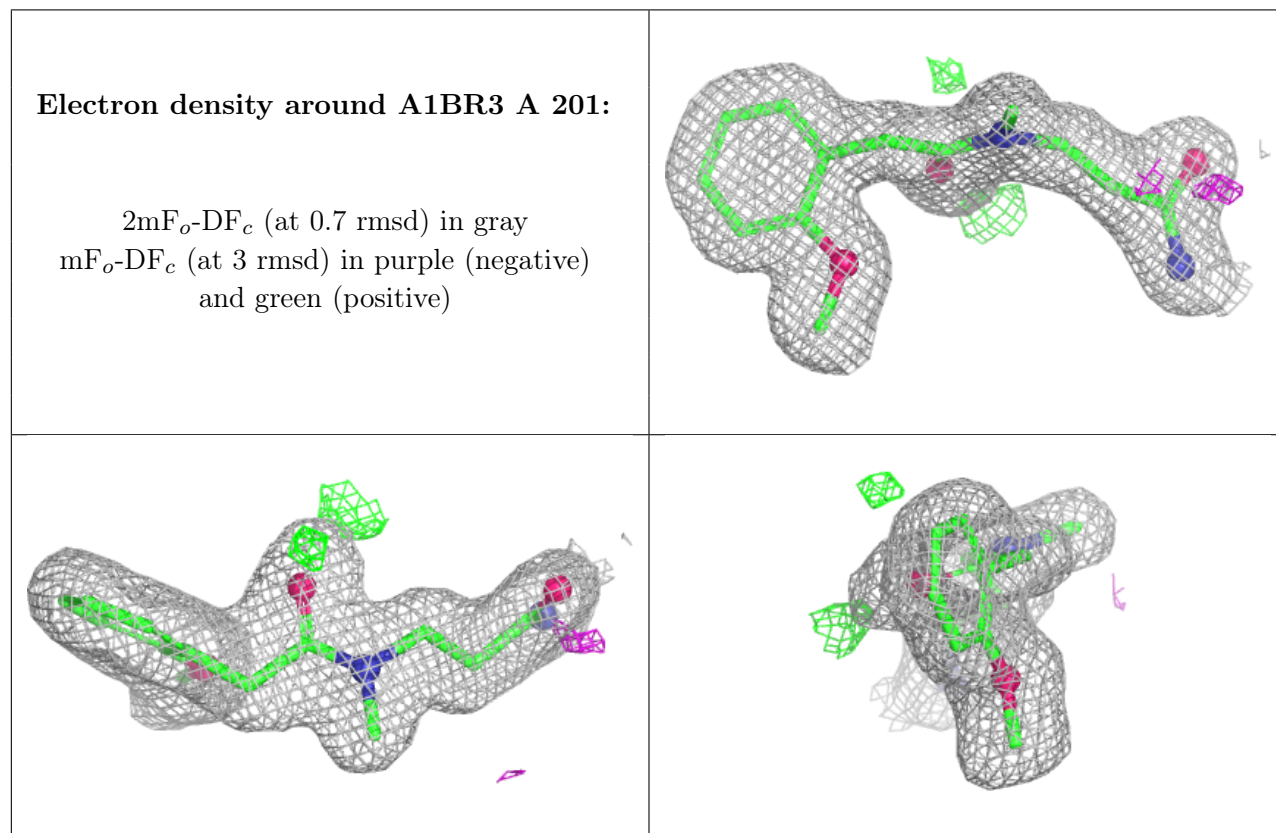 Electron density around A1BR3 A 201:
2mFo-DFc (at 0.7 rmsd) in gray
mFo-DFc (at 3 rmsd) in purple (negative)
and green (positive)